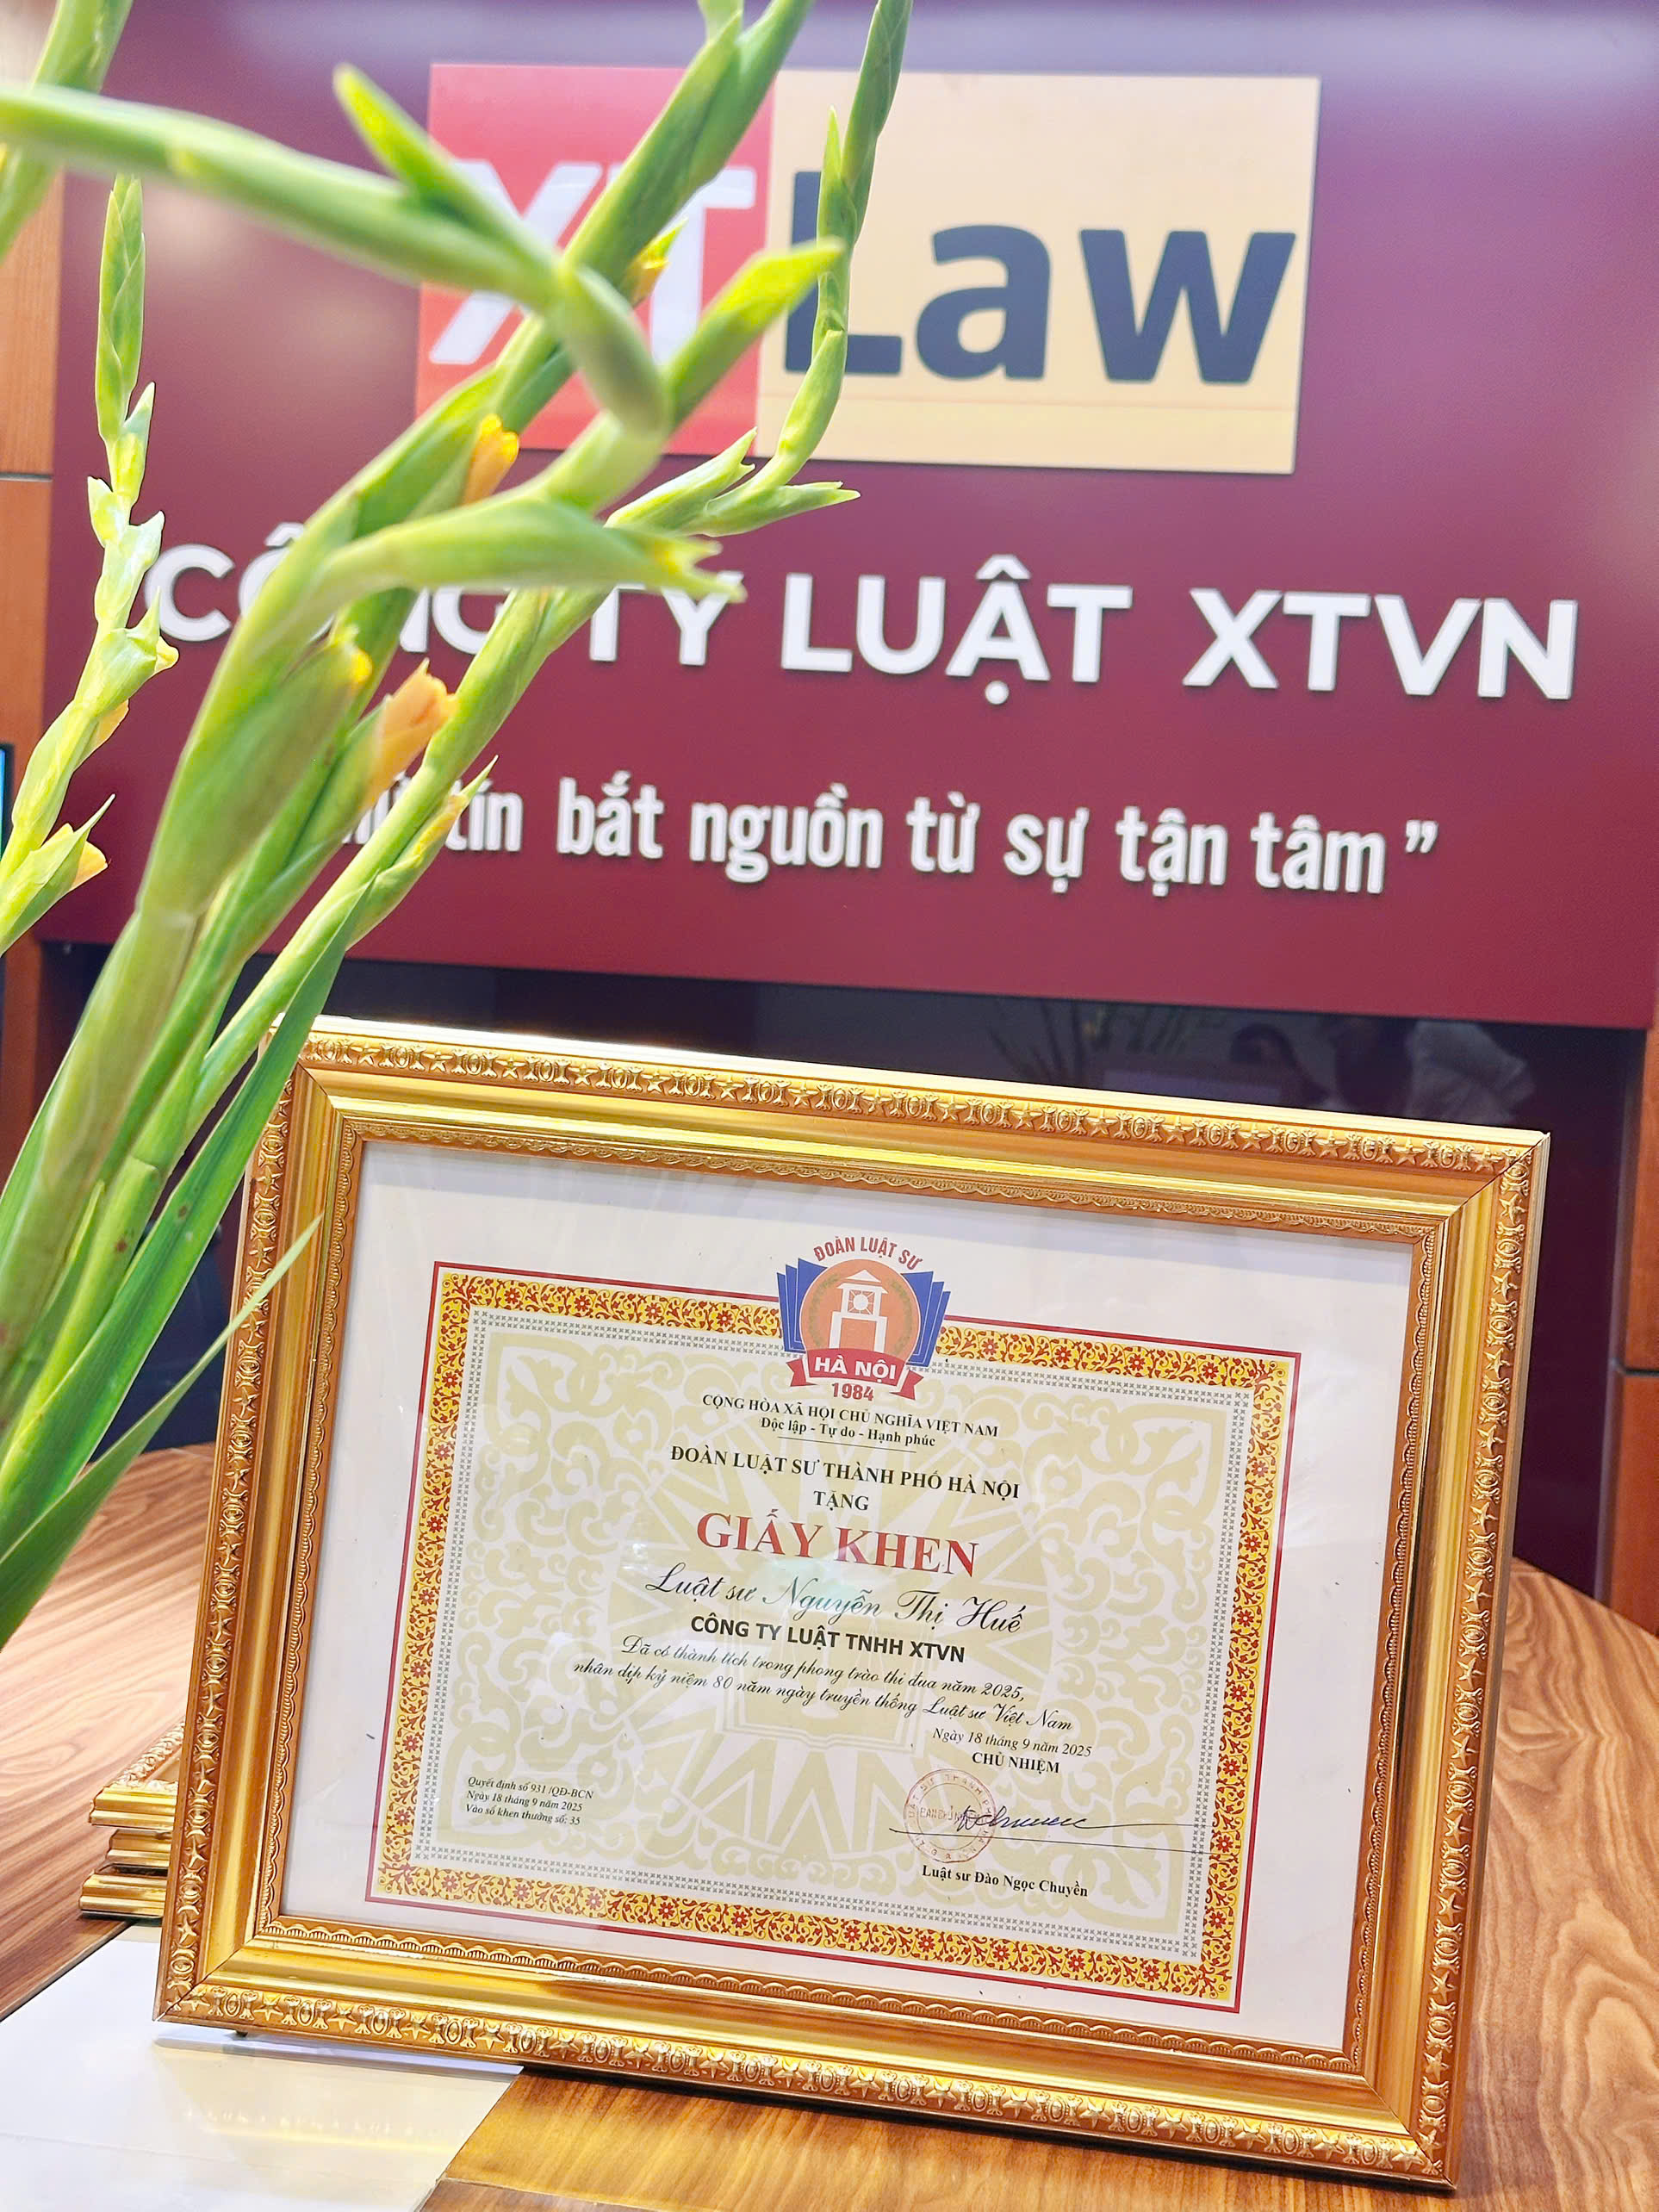 XT Law
CÔNG TY LUẬT XTVN
tín bắt nguồn từ sự tận tâm ”
ĐOÀN LUẬT SƯ
HÀ NỘI
1984
CỘNG HÒA XÃ HỘI CHỦ NGHĨA VIỆT NAM
Độc lập - Tự do - Hạnh phúc
ĐOÀN LUẬT SƯ THÀNH PHỐ HÀ NỘI
TẶNG
GIẤY KHEN
Luật sư Nguyễn Thị Huế
CÔNG TY LUẬT TNHH XTVN
Đã có thành tích trong phong trào thi đua năm 2025,
nhân dịp kỷ niệm 80 năm ngày truyền thống Luật sư Việt Nam
Ngày 18 tháng 9 năm 2025
CHỦ NHIỆM
Quyết định số 931 /QĐ-BCN
Ngày 18 tháng 9 năm 2025
Vào sổ khen thưởng số: 35
Luật sư Đào Ngọc Chuyền